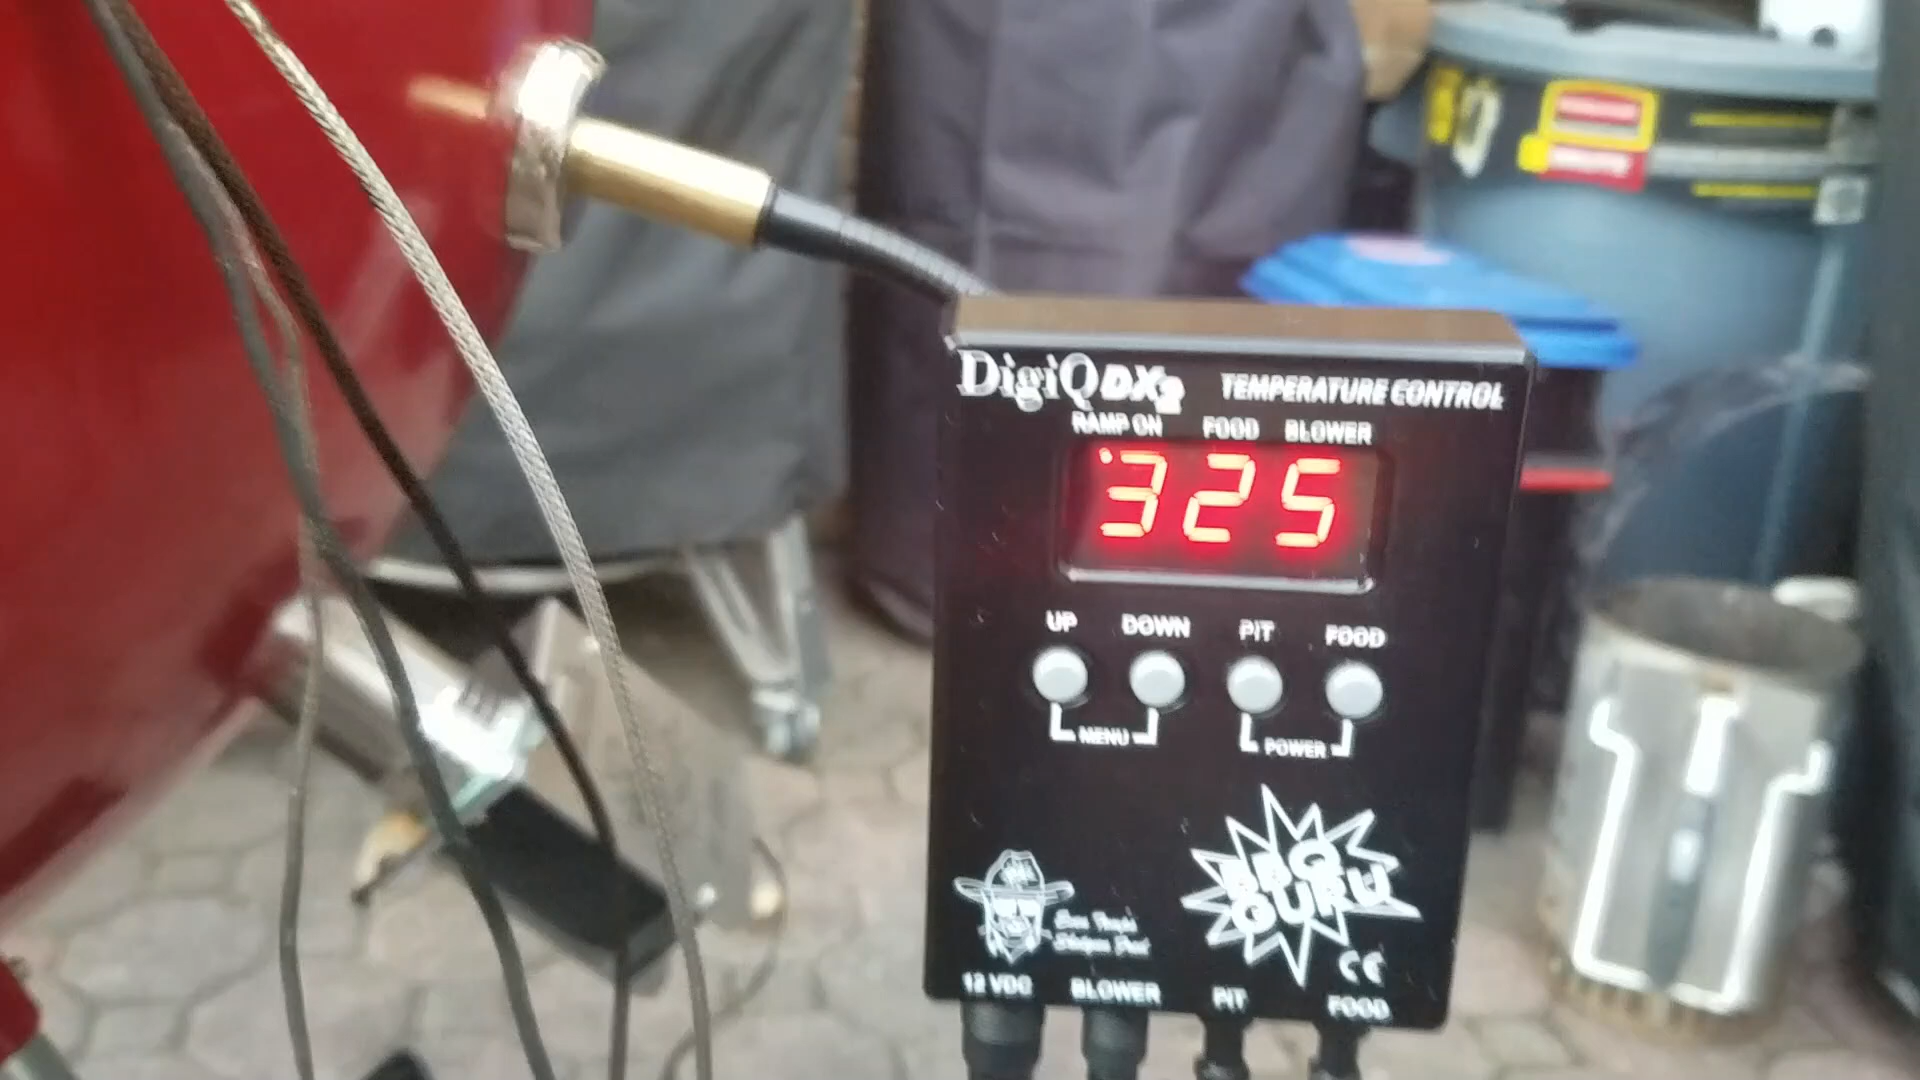 DigiQ DX2 TEMPERATURE CONTROL
RAMP ON FOOD BLOWER
325
UP DOWN PIT FOOD
MENU POWER
BBQ
GURU
CE
12 VDC BLOWER PIT FOOD